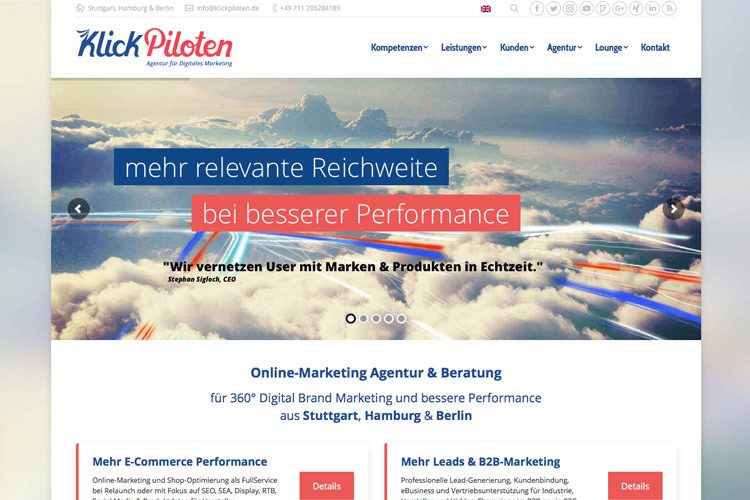 Stuttgart, Hamburg & Berlin info@klickpiloten.de +49 711 205284189
Klick Piloten
Agentur für Digitales Marketing
Kompetenzen Leistungen Kunden Agentur Lounge Kontakt
mehr relevante Reichweite
bei besserer Performance
"Wir vernetzen User mit Marken & Produkten in Echtzeit."
Stephan Sigloch, CEO
Online-Marketing Agentur & Beratung
für 360° Digital Brand Marketing und bessere Performance
aus Stuttgart, Hamburg & Berlin
Mehr E-Commerce Performance
Online-Marketing und Shop-Optimierung als FullService
bei Relaunch oder mit Fokus auf SEO, SEA, Display, RTB,
Details
Mehr Leads & B2B-Marketing
Professionelle Lead-Generierung, Kundenbindung,
eBusiness und Vertriebsunterstützung für Industrie,
Details